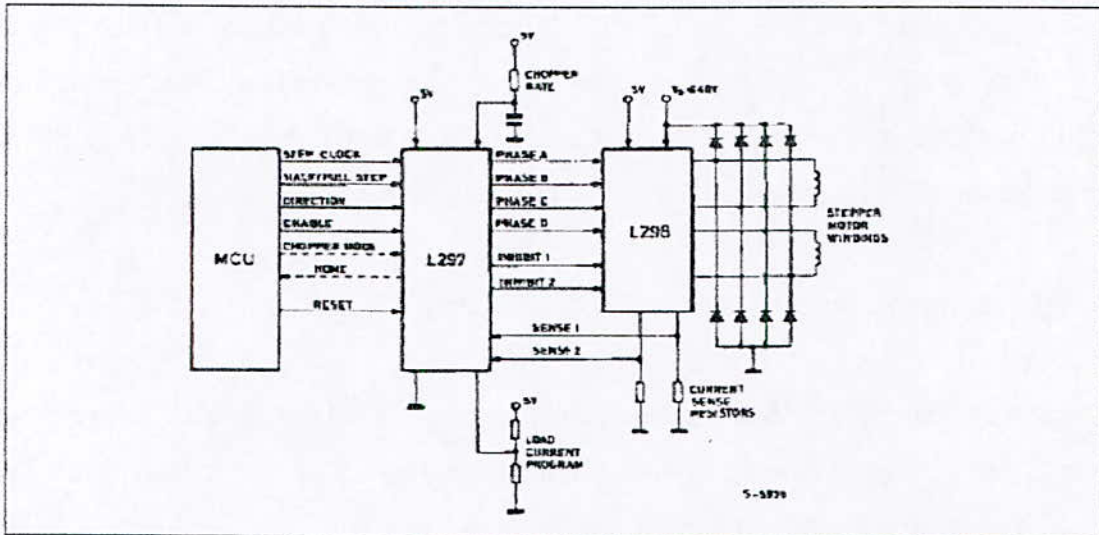 5V
CHOPPER
RATE
5V
5V
STEP CLOCK
HALF/FULL STEP
DIRECTION
ENABLE
CHOPPER MODE
HOME
RESET
MCU
L297
PHASE A
PHASE B
PHASE C
PHASE D
INHIBIT 1
INHIBIT 2
SENSE 1
SENSE 2
L298
STEPPER
MOTOR
WINDINGS
CURRENT
SENSE
RESISTORS
5V
LOAD
CURRENT
PROGRAM